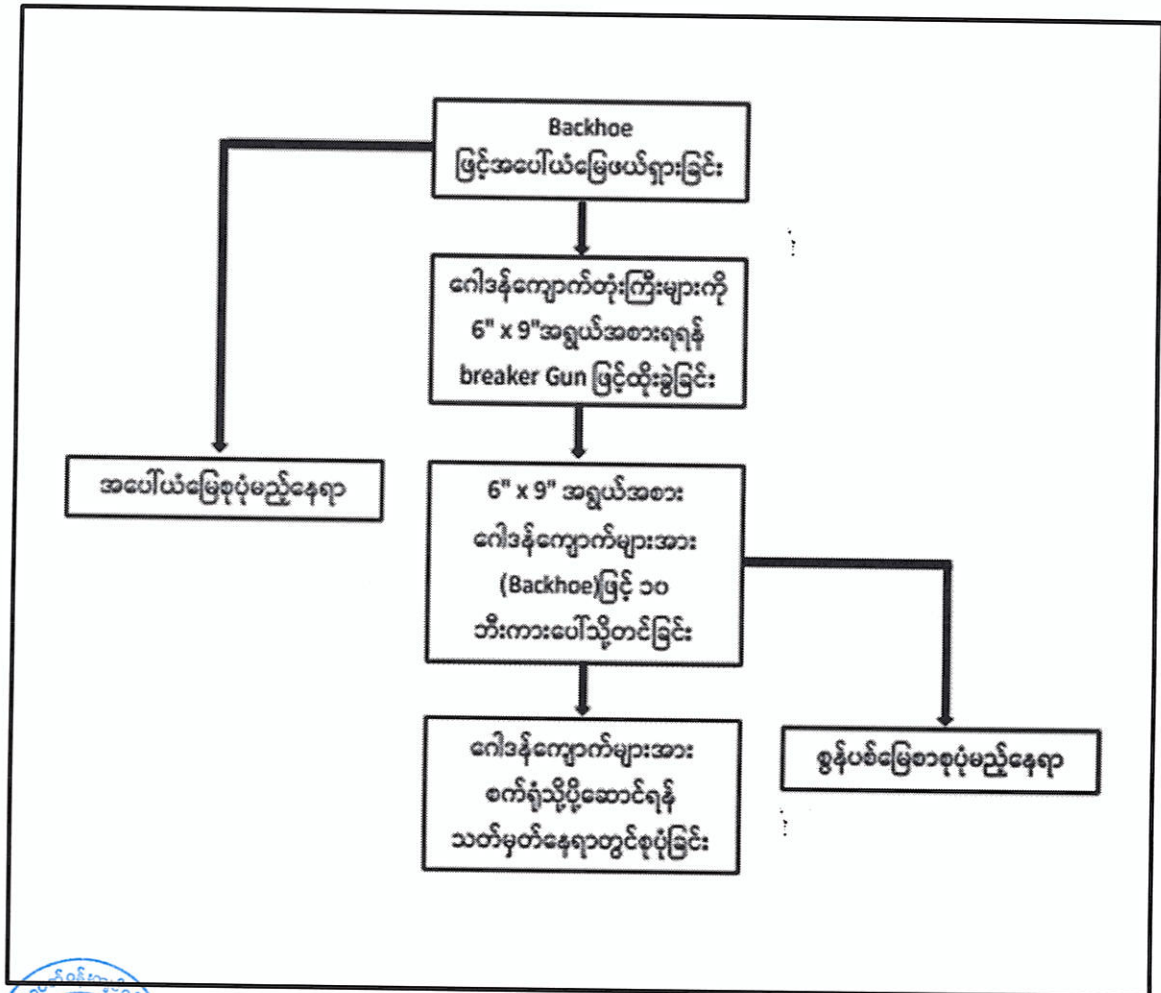 Backhoe
ဖြင့်အပေါ်ယံမြေဖယ်ရှားခြင်း
ဂေါဒန်ကျောက်တုံးကြီးများကို
6" x 9"အရွယ်အစားရရန်
breaker Gun ဖြင့်ထိုးခွဲခြင်း
အပေါ်ယံမြေစုပုံမည့်နေရာ
6" x 9" အရွယ်အစား
ဂေါဒန်ကျောက်များအား
(Backhoe)ဖြင့် ၁၀
ဘီးကားပေါ်သို့တင်ခြင်း
ဂေါဒန်ကျောက်များအား
စက်ရုံသို့ပို့ဆောင်ရန်
သတ်မှတ်နေရာတွင်စုပုံခြင်း
စွန်ပစ်မြေစာစုပုံမည့်နေရာ